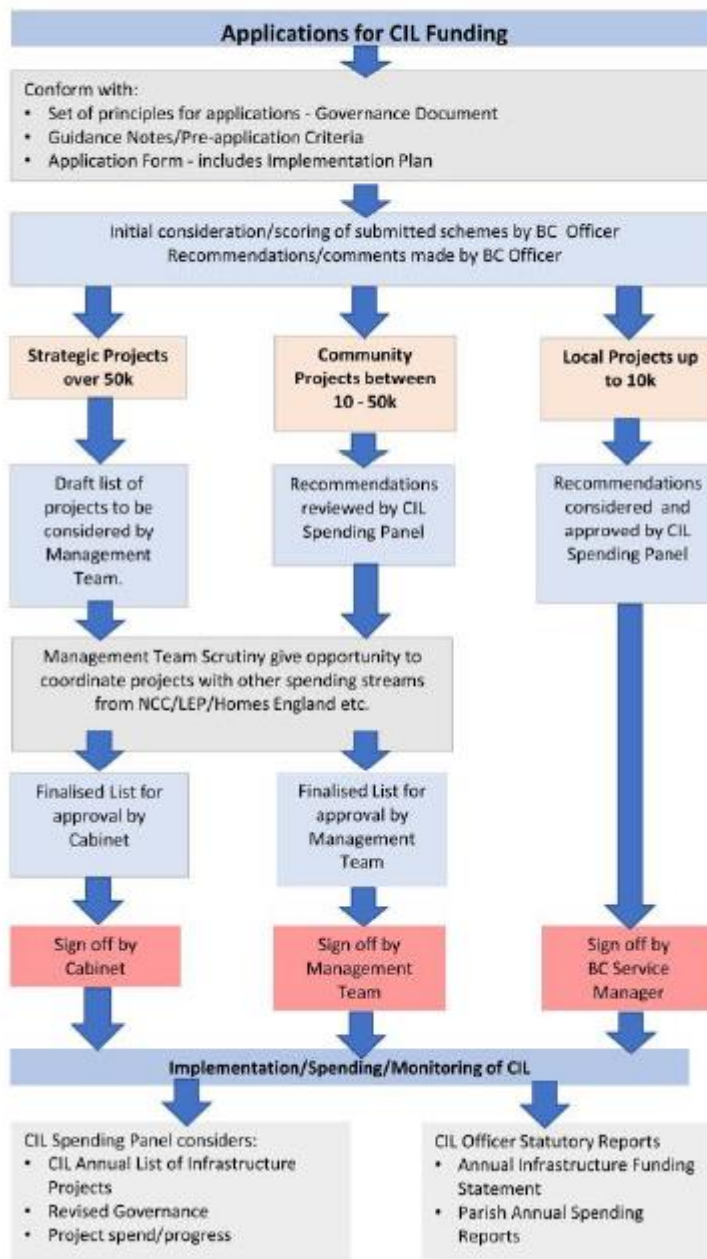 Applications for CIL Funding
Conform with:
• Set of principles for applications - Governance Document
• Guidance Notes/Pre-application Criteria
• Application Form - includes Implementation Plan
Initial consideration/scoring of submitted schemes by BC Officer
Recommendations/comments made by BC Officer
Strategic Projects
over 50k
Community
Projects between
10 - 50k
Local Projects up
to 10k
Draft list of
projects to be
considered by
Management
Team.
Recommendations
reviewed by CIL
Spending Panel
Recommendations
considered and
approved by CIL
Spending Panel
Management Team Scrutiny give opportunity to
coordinate projects with other spending streams
from NCC/LEP/Homes England etc.
Finalised List for
approval by
Cabinet
Finalised List for
approval by
Management
Team
Sign off by
Cabinet
Sign off by
Management
Team
Sign off by
BC Service
Manager
Implementation/Spending/Monitoring of CIL
CIL Spending Panel considers:
• CIL Annual List of Infrastructure
Projects
• Revised Governance
• Project spend/progress
CIL Officer Statutory Reports
• Annual Infrastructure Funding
Statement
• Parish Annual Spending
Reports